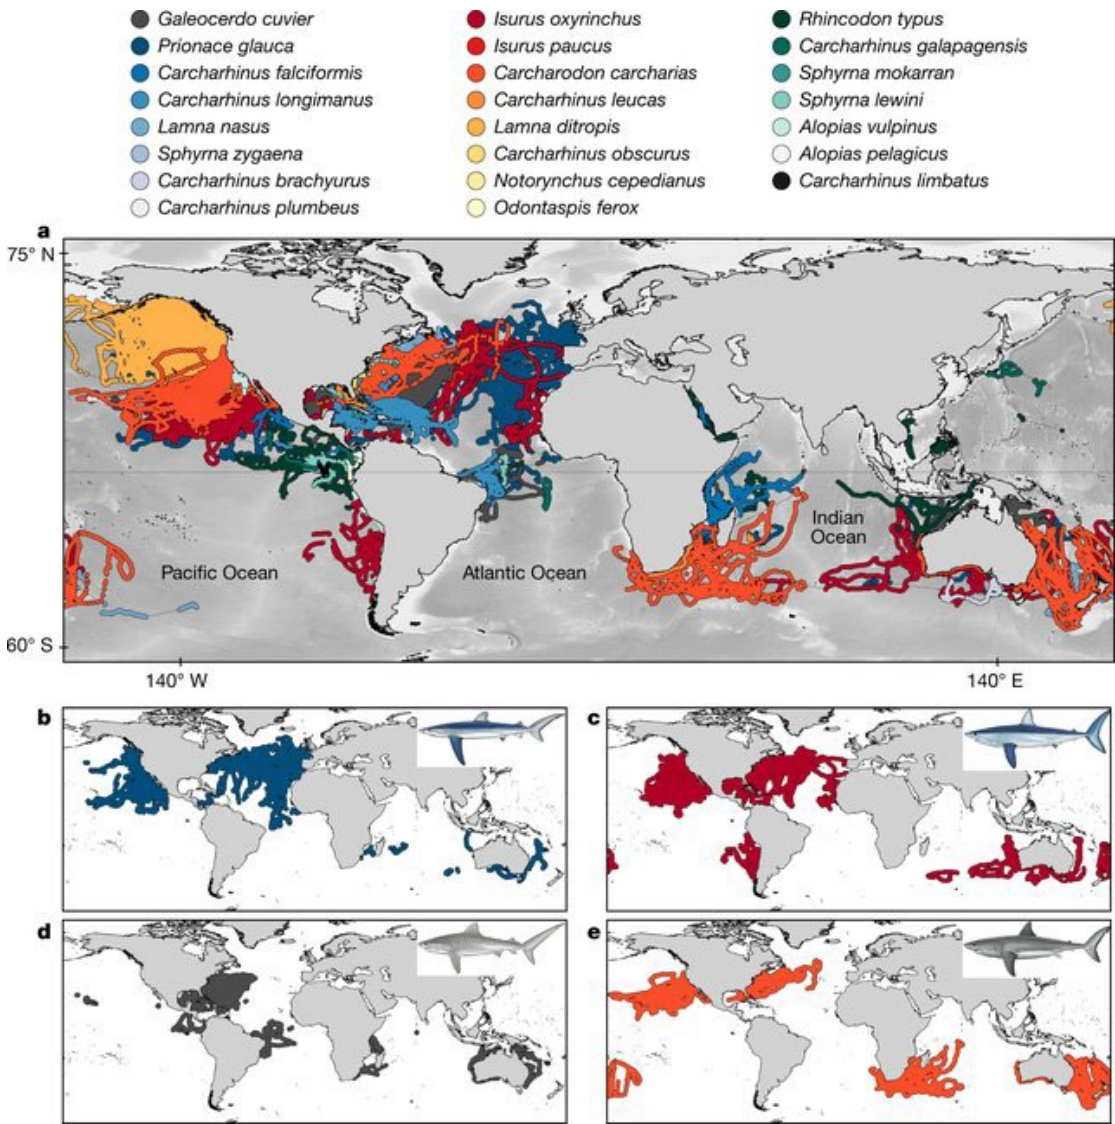 Galeocerdo cuvier
Prionace glauca
Carcharhinus falciformis
Carcharhinus longimanus
Lamna nasus
Sphyrna zygaena
Carcharhinus brachyurus
Carcharhinus plumbeus
Isurus oxyrinchus
Isurus paucus
Carcharodon carcharias
Carcharhinus leucas
Lamna ditropis
Carcharhinus obscurus
Notorynchus cepedianus
Odontaspis ferox
Rhincodon typus
Carcharhinus galapagensis
Sphyrna mokarran
Sphyrna lewini
Alopias vulpinus
Alopias pelagicus
Carcharhinus limbatus
a
75° N
Pacific Ocean
Atlantic Ocean
Indian
Ocean
60° S
140° W
140° E
b
c
d
e